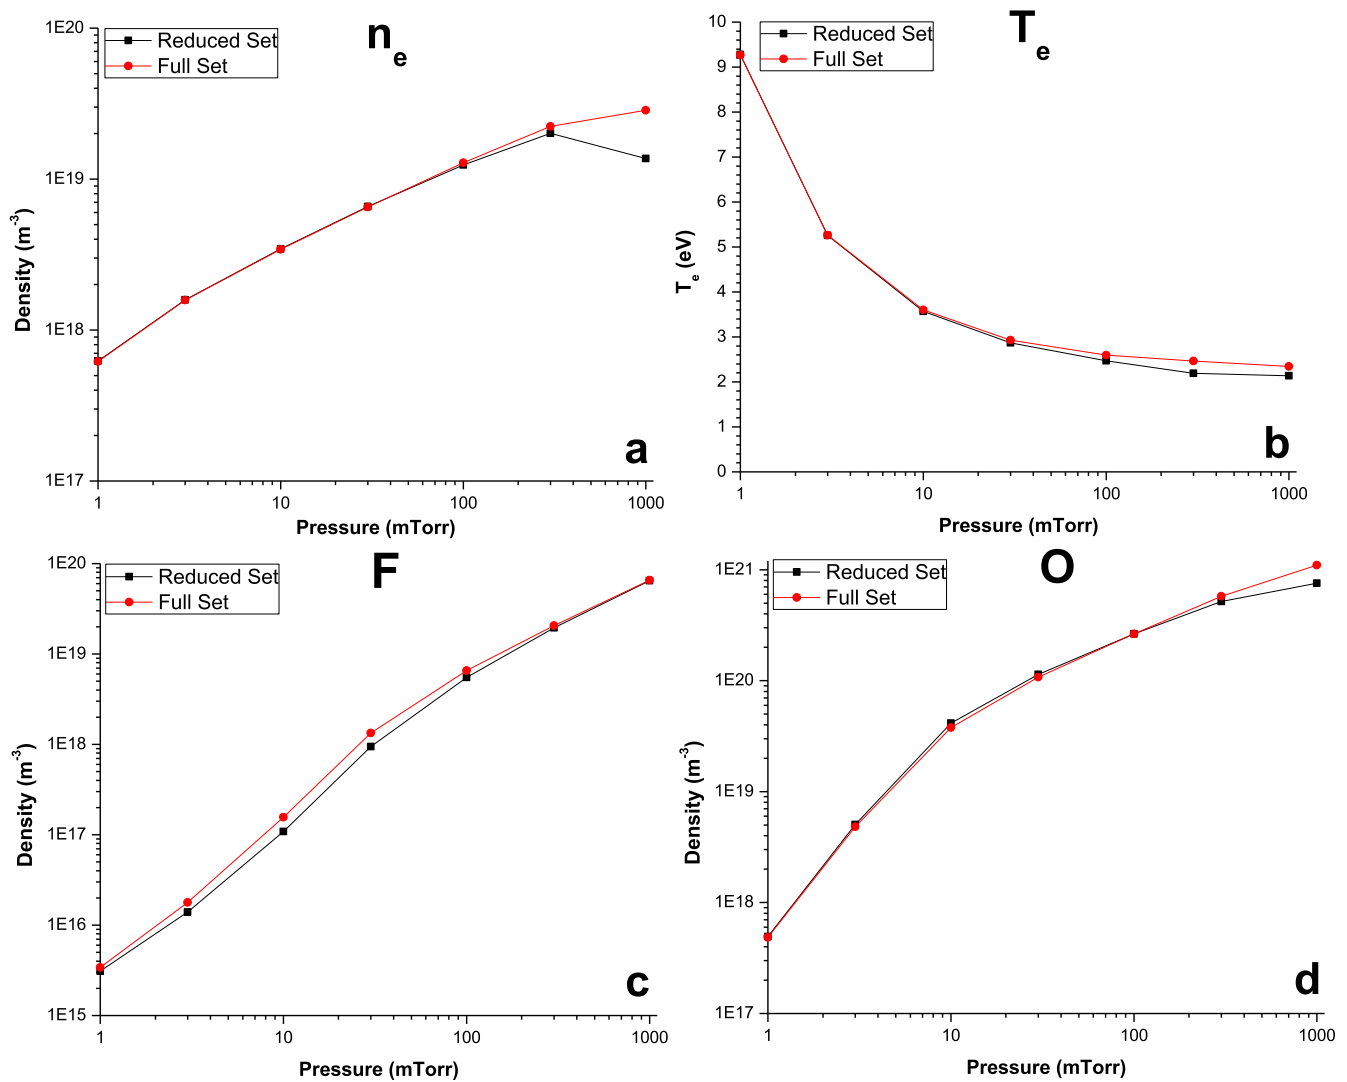 n_e
Reduced Set
Full Set
1E20
1E19
1E18
1E17
Density (m^-3)
1 10 100 1000
Pressure (mTorr)
a
T_e
Reduced Set
Full Set
10
9
8
7
6
5
4
3
2
1
0
T_e (eV)
1 10 100 1000
Pressure (mTorr)
b
F
Reduced Set
Full Set
1E20
1E19
1E18
1E17
1E16
1E15
Density (m^-3)
1 10 100 1000
Pressure (mTorr)
c
O
Reduced Set
Full Set
1E21
1E20
1E19
1E18
1E17
Density (m^-3)
1 10 100 1000
Pressure (mTorr)
d